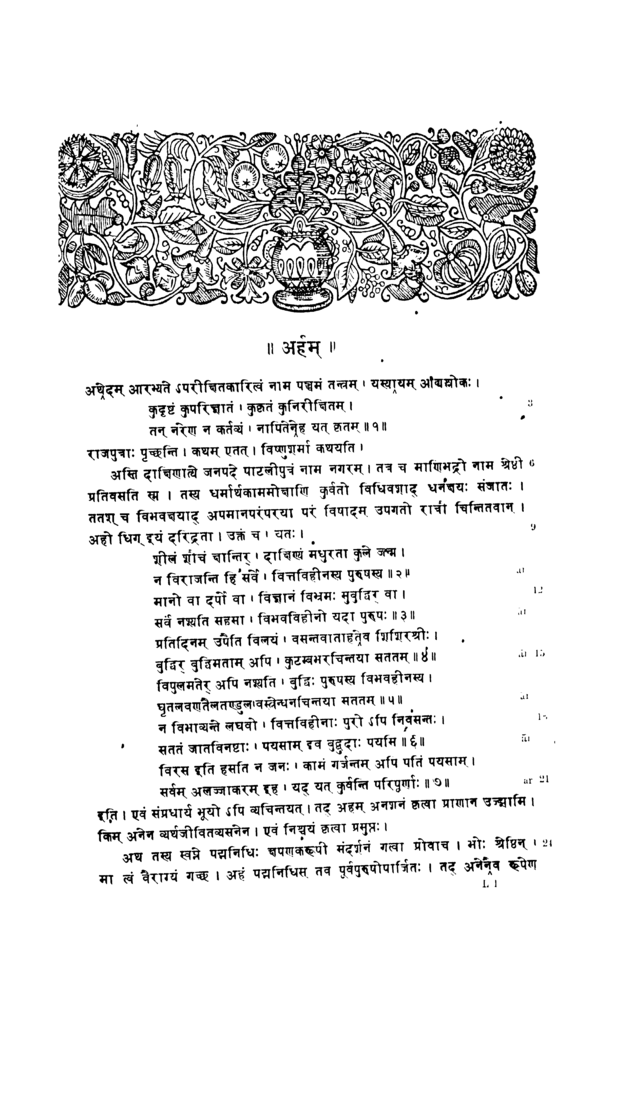 ॥ अर्हम् ॥
अथेदम् आरभ्यते ऽपरीक्षितकारित्वं नाम पञ्चमं तन्त्रम् । यस्यायम् आद्यश्लोकः ।
कुदृष्टं कुपरिज्ञातं । कुकृतं कुनिरीक्षितम् । 3
तन् नरेण न कर्तव्यं । नापितेनेह यत् कृतम् ॥ १॥
राजपुत्राः पृच्छन्ति । कथम् एतत् । विष्णुशर्मा कथयति ।
अस्ति दाक्षिणात्ये जनपदे पाटलीपुत्रं नाम नगरम् । तत्र च माणिभद्रो नाम श्रेष्ठी 6
प्रतिवसति स्म । तस्य धर्मार्थकाममोक्षाणि कुर्वतो विधिवशाद् धनक्षयः संजातः ।
ततश् च विभवक्षयाद् अपमानपरंपरया परं विषादम् उपगतो रात्रौ चिन्तितवान् ।
अहो धिग् इयं दरिद्रता । उक्तं च । यतः । 9
शीलं शौचं क्षान्तिर् । दाक्षिण्यं मधुरता कुले जन्म ।
न विराजन्ति हि सर्वे । वित्तविहीनस्य पुरुषस्य ॥ २॥ ar
मानो वा दर्पो वा । विज्ञानं विभ्रमः सुबुद्धिर् वा । 12
सर्वं नश्यति सहसा । विभवविहीनो यदा पुरुषः ॥ ३॥ ar
प्रतिदिनम् उपैति विलयं । वसन्तवाताहतेव शिशिरश्रीः ।
बुद्धिर् बुद्धिमताम् अपि । कुटुम्बभरचिन्तया सततम् ॥ ४॥ ar 15
विपुलमतेर् अपि नश्यति । बुद्धिः पुरुषस्य विभवहीनस्य ।
घृतलवणतैलतण्डुलवस्त्रेन्धनचिन्तया सततम् ॥ ५॥ ar
न विभाव्यन्ते लघवो । वित्तविहीनाः पुरो ऽपि निवसन्तः । 18
सततं जातविनष्टाः । पयसाम् इव बुद्बुदाः पयसि ॥ ६॥ ar
विरस इति हसति न जनः । कामं गर्जन्तम् अपि पतिं पयसाम् ।
सर्वम् अलज्जाकरम् इह । यद् यत् कुर्वन्ति परिपूर्णाः ॥ ७॥ ar 21
इति । एवं संप्रधार्य भूयो ऽपि व्यचिन्तयत् । तद् अहम् अनशनं कृत्वा प्राणान् उज्झामि ।
किम् अनेन व्यर्थजीवितव्यसनेन । एवं निश्चयं कृत्वा प्रसुप्तः ।
अथ तस्य स्वप्ने पद्मनिधिः क्षपणकरूपी संदर्शनं गत्वा प्रोवाच । भोः श्रेष्ठिन् । 24
मा त्वं वैराग्यं गच्छ । अहं पद्मनिधिस् तव पूर्वपुरुषोपार्जितः । तद् अनेनैव रूपेण